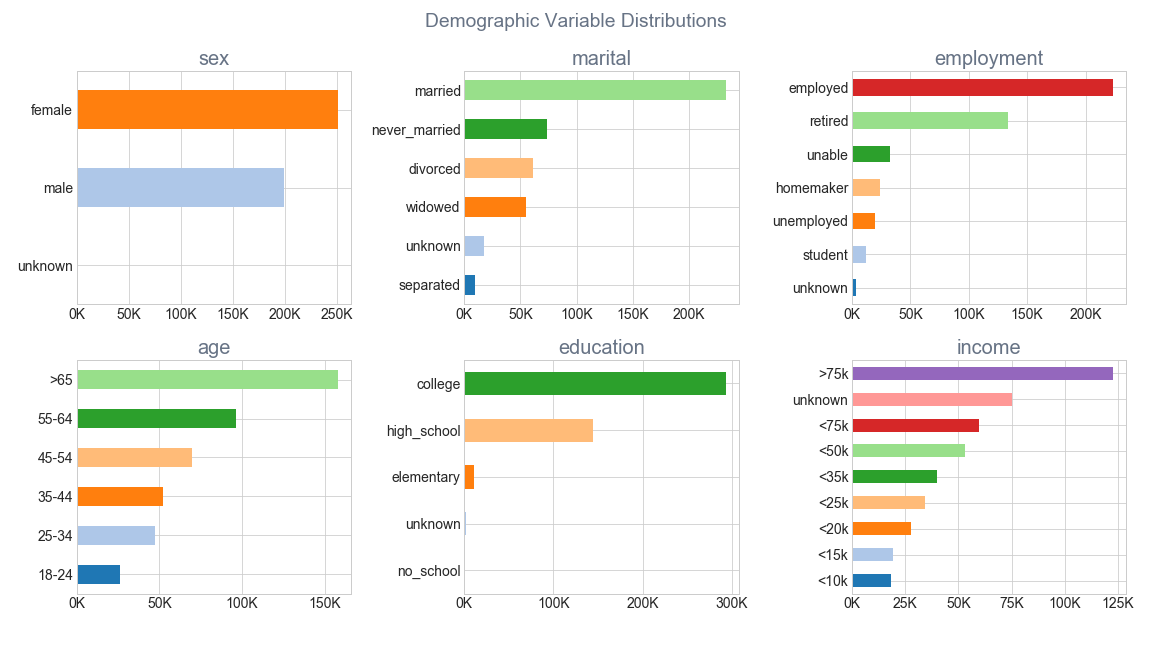 Demographic Variable Distributions
sex
female
male
unknown
0K 50K 100K 150K 200K 250K
marital
married
never_married
divorced
widowed
unknown
separated
0K 50K 100K 150K 200K
employment
employed
retired
unable
homemaker
unemployed
student
unknown
0K 50K 100K 150K 200K
age
>65
55-64
45-54
35-44
25-34
18-24
0K 50K 100K 150K
education
college
high_school
elementary
unknown
no_school
0K 100K 200K 300K
income
>75k
unknown
<75k
<50k
<35k
<25k
<20k
<15k
<10k
0K 25K 50K 75K 100K 125K